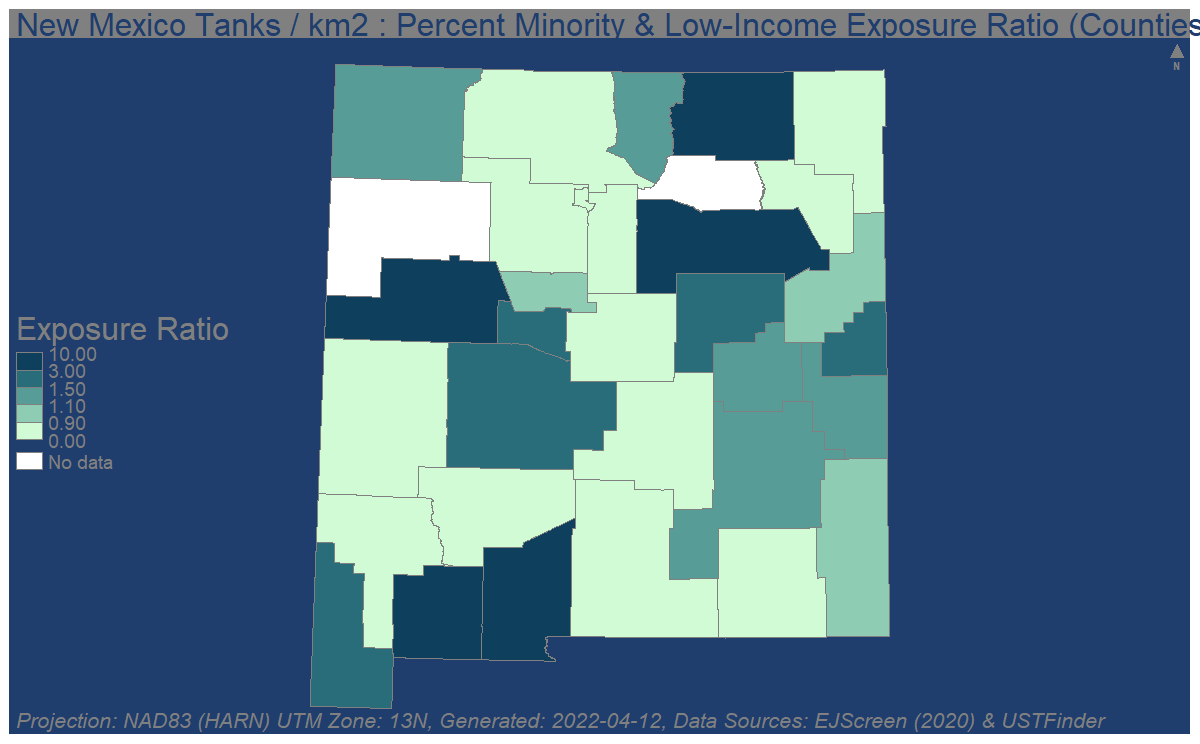 New Mexico Tanks / km2 : Percent Minority & Low-Income Exposure Ratio (Counties
N
Exposure Ratio
10.00
3.00
1.50
1.10
0.90
0.00
No data
Projection: NAD83 (HARN) UTM Zone: 13N, Generated: 2022-04-12, Data Sources: EJScreen (2020) & USTFinder